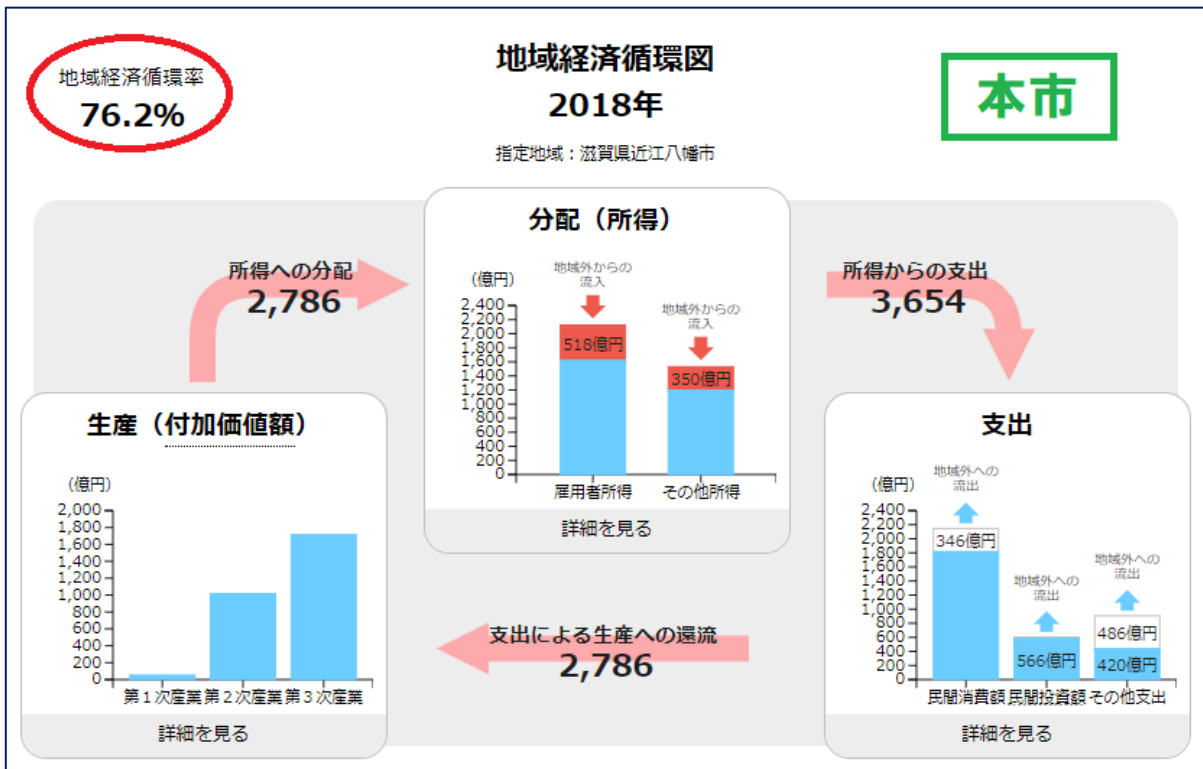 地域経済循環率
76.2%
地域経済循環図
2018年
指定地域：滋賀県近江八幡市
本市
所得への分配
2,786
分配（所得）
（億円）
地域外からの
流入
地域外からの
流入
2,400
2,200
2,000
1,800
1,600
1,400
1,200
1,000
800
600
400
200
0
518億円
350億円
雇用者所得
その他所得
詳細を見る
所得からの支出
3,654
生産（付加価値額）
（億円）
2,000
1,800
1,600
1,400
1,200
1,000
800
600
400
200
0
第１次産業
第２次産業
第３次産業
詳細を見る
支出による生産への還流
2,786
支出
（億円）
地域外への
流出
地域外への
流出
地域外への
流出
2,400
2,200
2,000
1,800
1,600
1,400
1,200
1,000
800
600
400
200
0
346億円
566億円
486億円
420億円
民間消費額
民間投資額
その他支出
詳細を見る